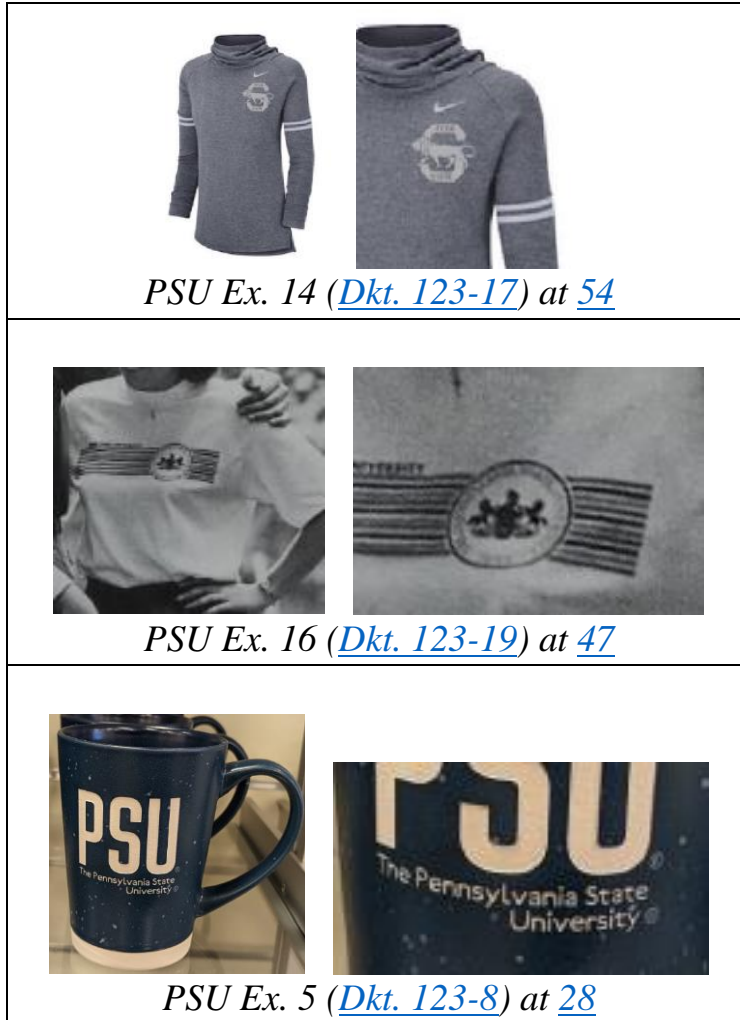 S
PSU Ex. 14 (Dkt. 123-17) at 54
PSU Ex. 16 (Dkt. 123-19) at 47
PSU
The Pennsylvania State
University ®
PSU ®
The Pennsylvania State
University ®
PSU Ex. 5 (Dkt. 123-8) at 28